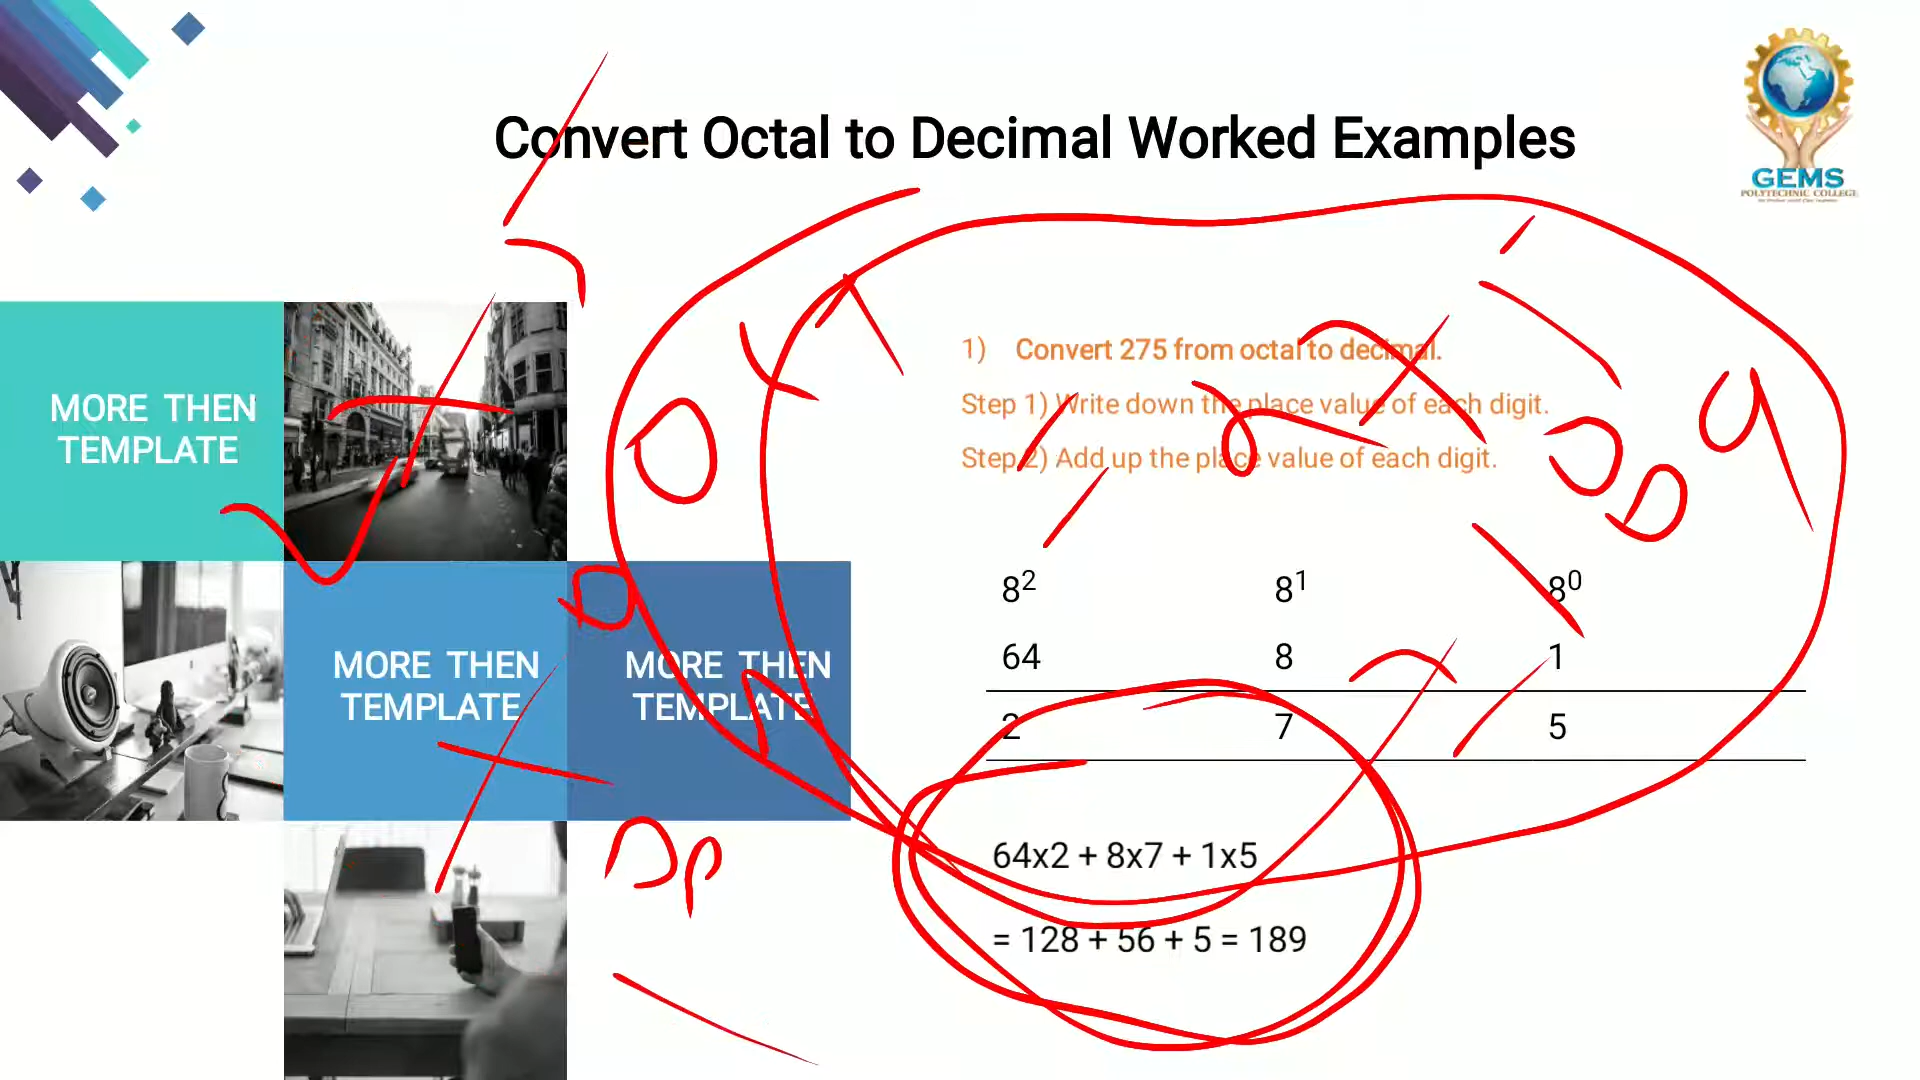 Convert Octal to Decimal Worked Examples
GEMS
POLYTECHNIC COLLEGE
MORE THEN
TEMPLATE
MORE THEN
TEMPLATE
MORE THEN
TEMPLATE
1) Convert 275 from octal to decimal.
Step 1) Write down the place value of each digit.
Step 2) Add up the place value of each digit.
8² 8¹ 8⁰
64 8 1
2 7 5
64x2 + 8x7 + 1x5
= 128 + 56 + 5 = 189